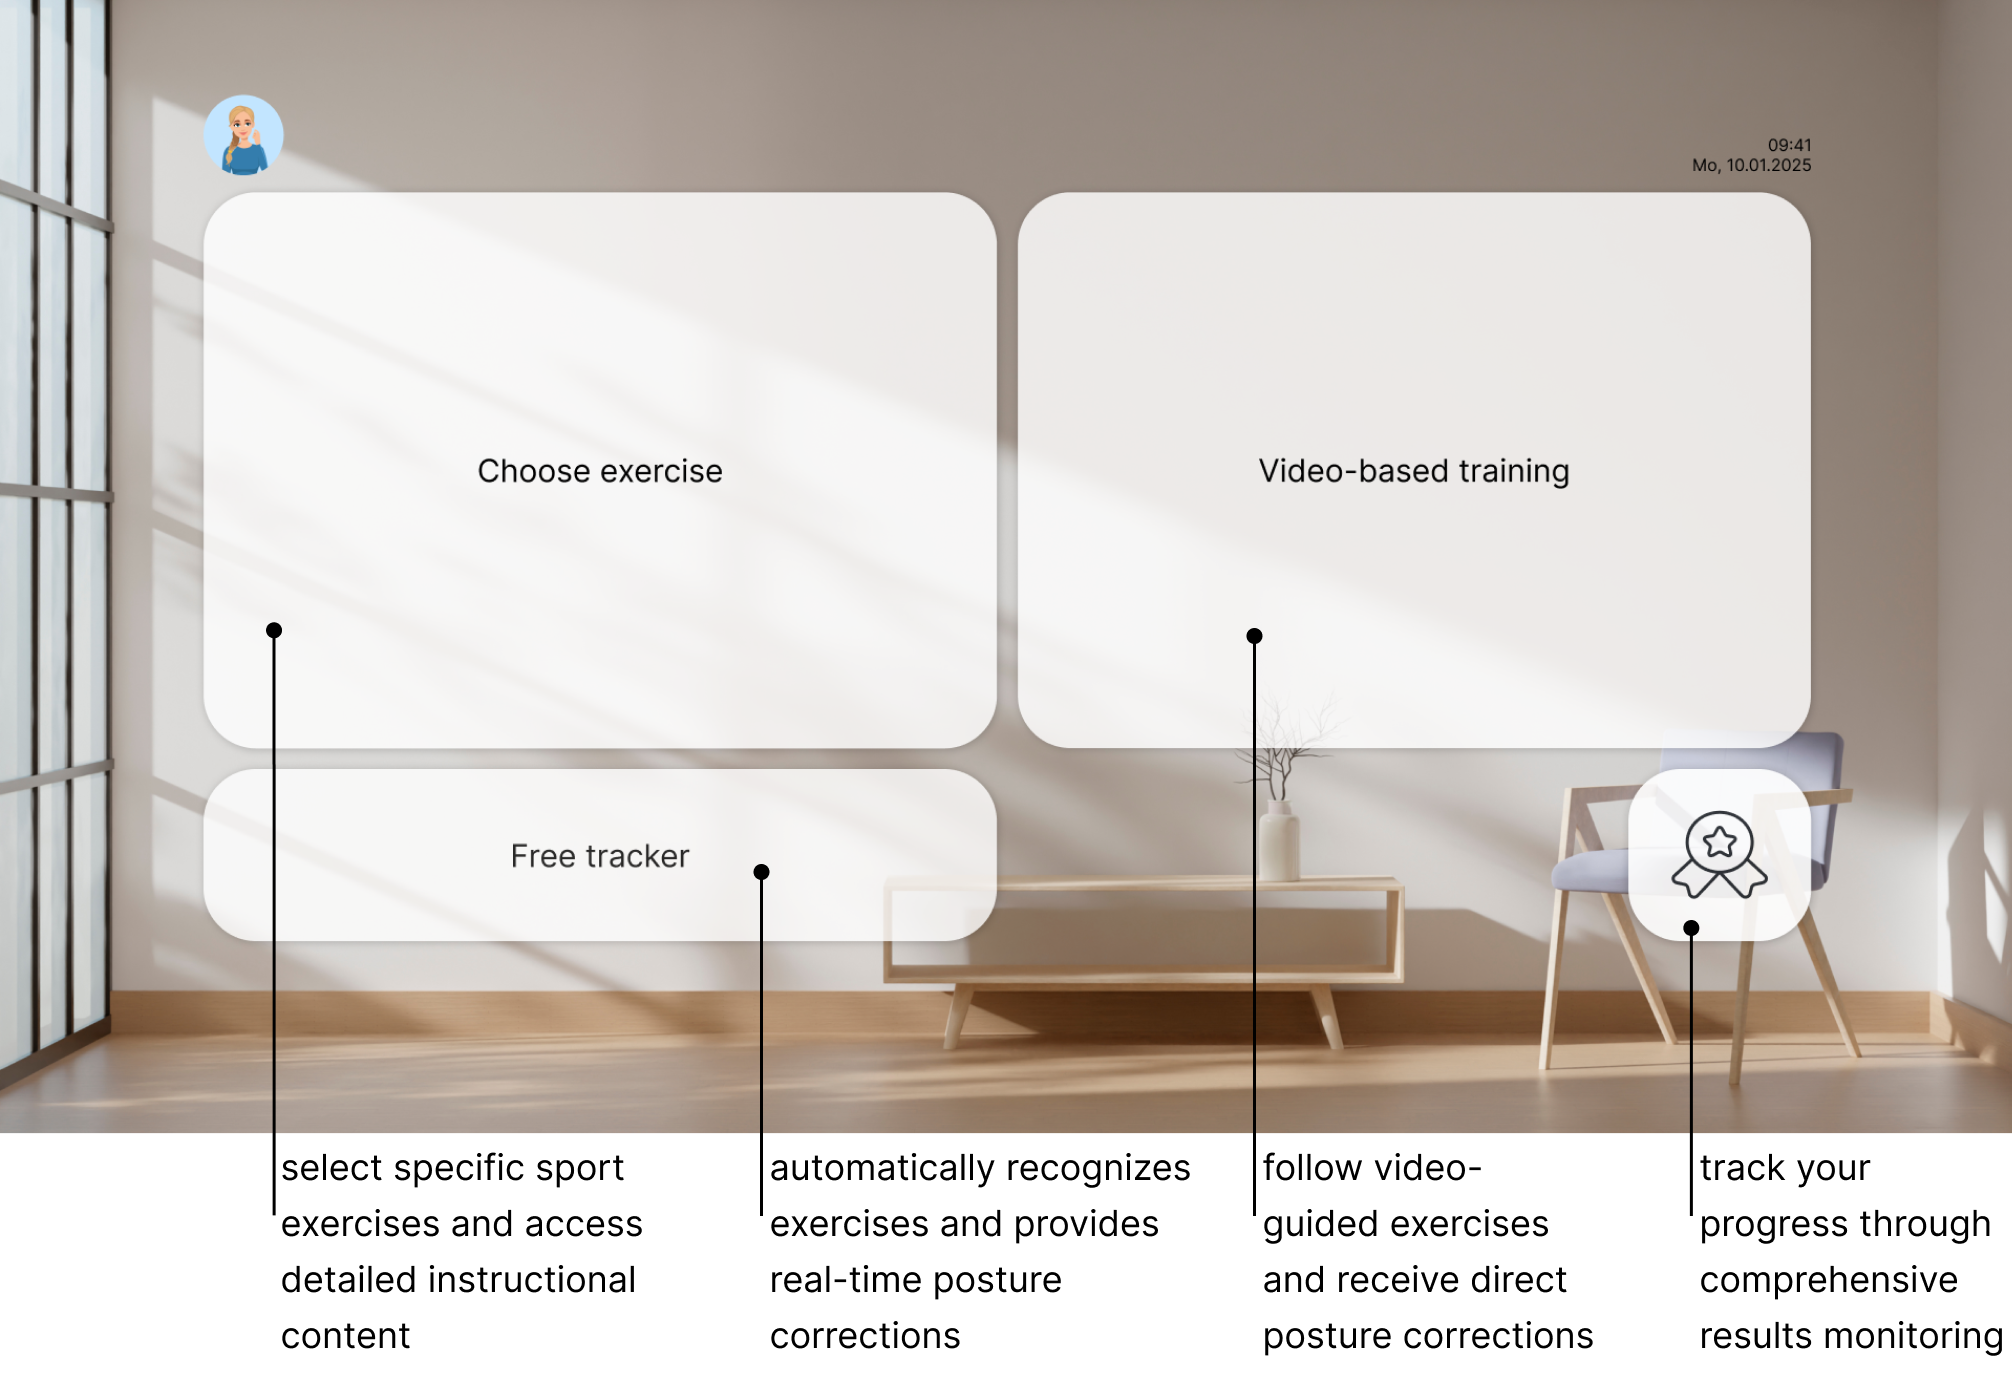 09:41
Mo, 10.01.2025
Choose exercise
Video-based training
Free tracker
select specific sport
exercises and access
detailed instructional
content
automatically recognizes
exercises and provides
real-time posture
corrections
follow video-
guided exercises
and receive direct
posture corrections
track your
progress through
comprehensive
results monitoring